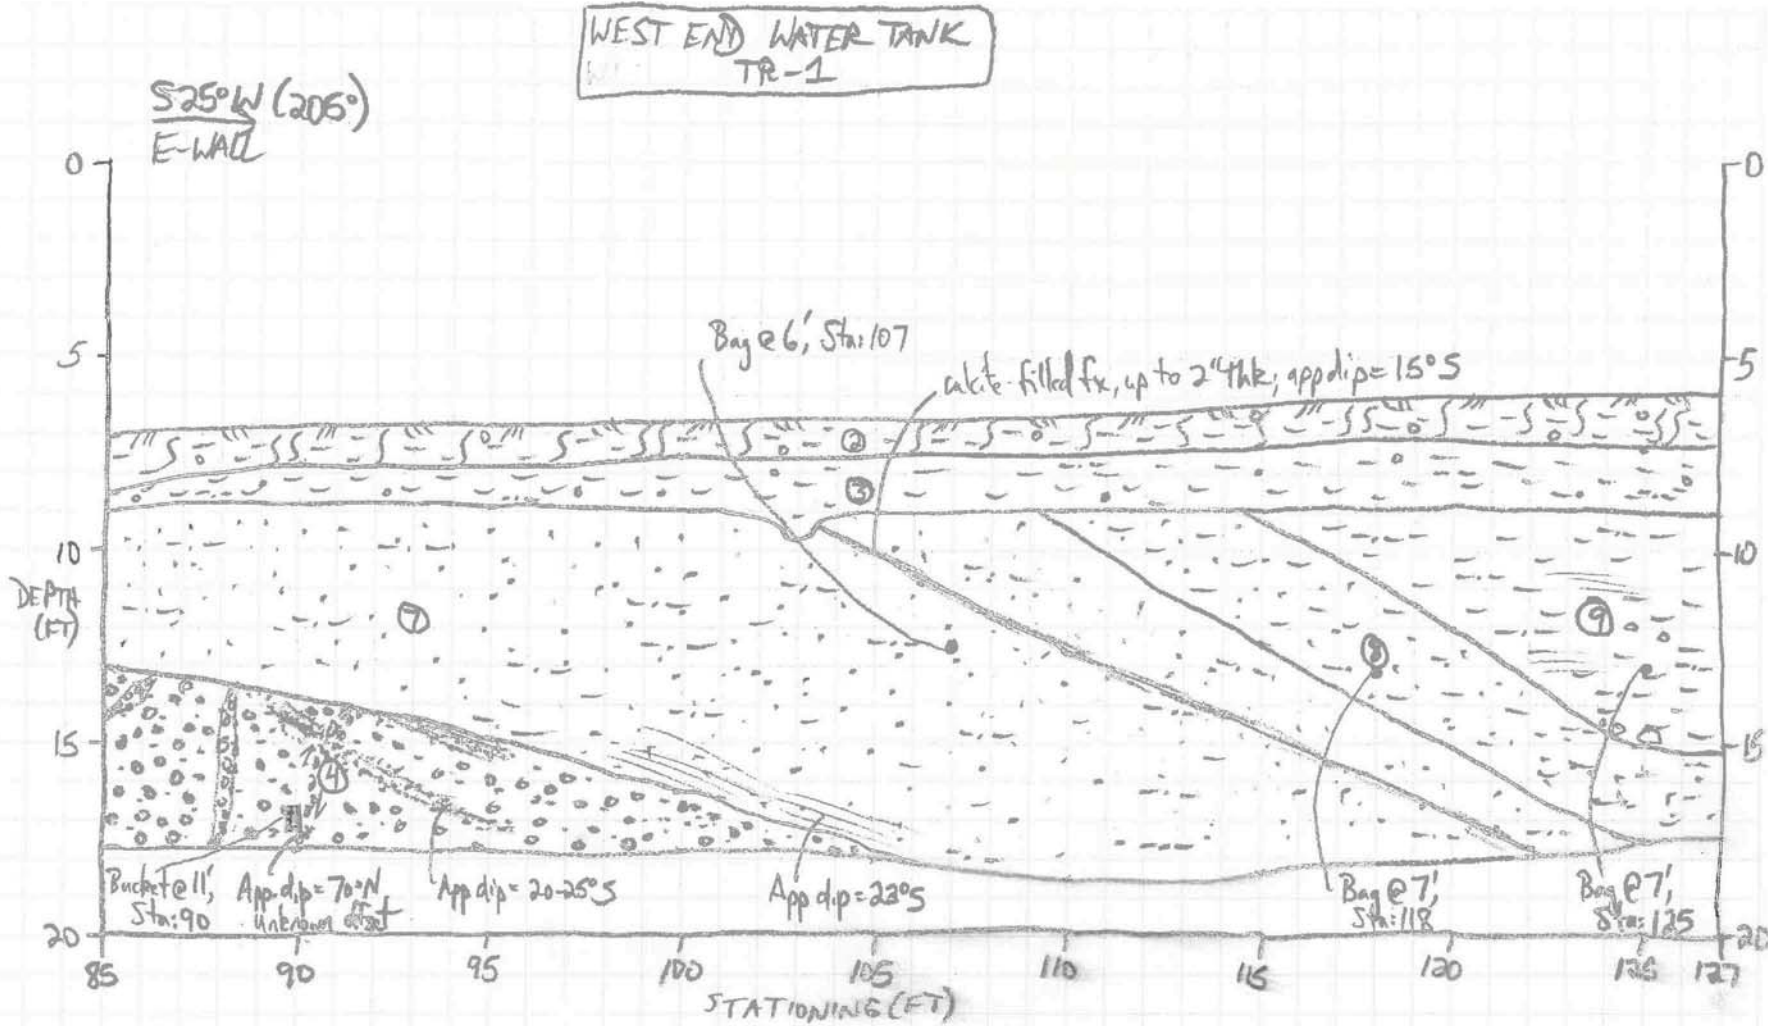 WEST END WATER TANK
TR-1
S25°W (205°)
E-WALL
0
0
5
5
Bag @ 6', Sta: 107
calcite-filled fx, up to 2" thk; app dip = 15°S
②
③
10
10
DEPTH
(FT)
⑦
⑧
⑨
15
15
④
Bucket @ 11',
Sta: 90
App. dip = 70°N
unknown offset
App dip = 20-25°S
App dip = 22°S
Bag @ 7',
Sta: 118
Bag @ 7',
Sta: 125
20
20
85
90
95
100
105
110
115
120
125
127
STATIONING (FT)